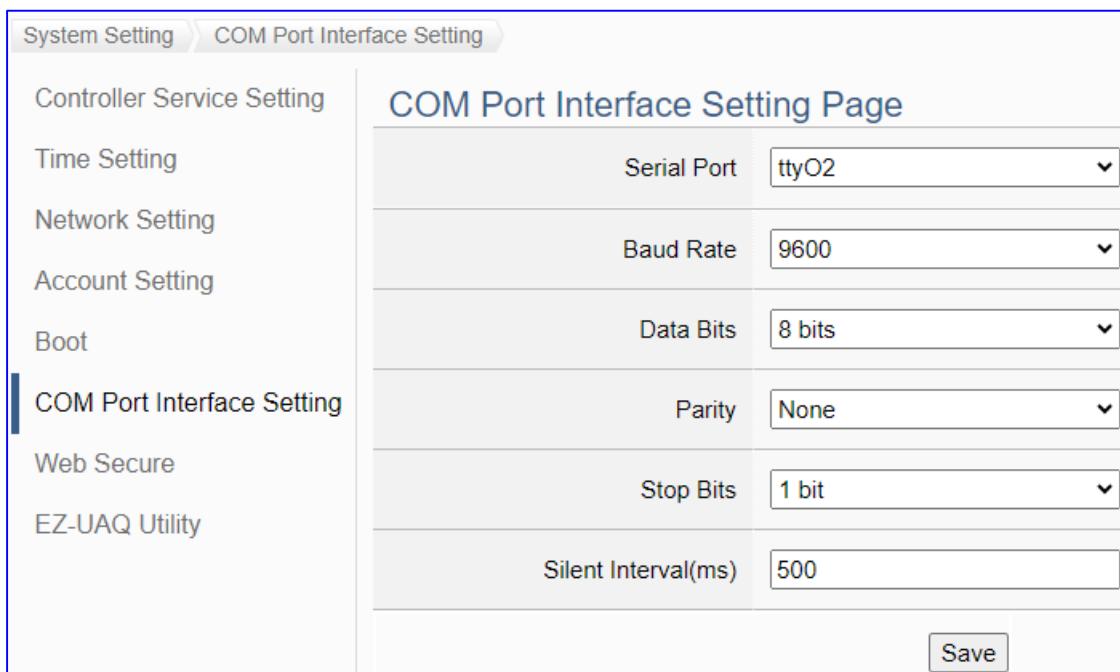 System Setting COM Port Interface Setting
Controller Service Setting
Time Setting
Network Setting
Account Setting
Boot
COM Port Interface Setting
Web Secure
EZ-UAQ Utility
COM Port Interface Setting Page
Serial Port ttyO2
Baud Rate 9600
Data Bits 8 bits
Parity None
Stop Bits 1 bit
Silent Interval(ms) 500
Save